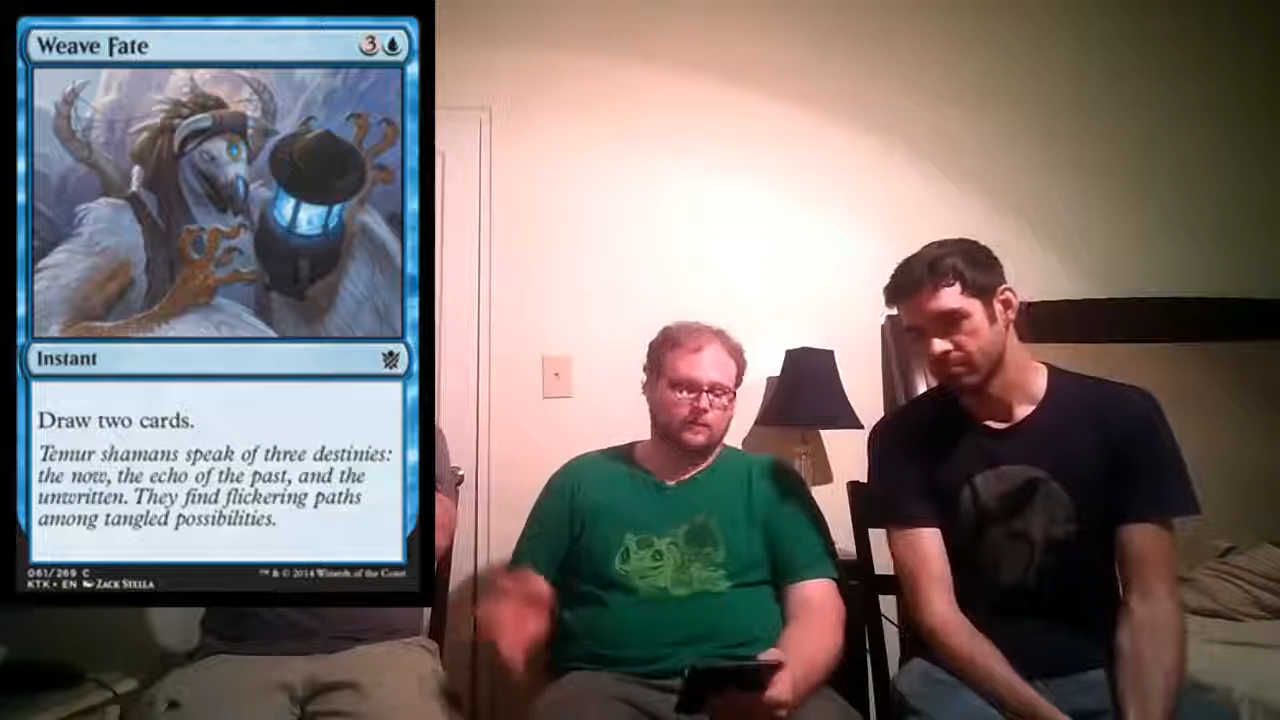 Weave Fate 3
Instant
Draw two cards.
Temur shamans speak of three destinies:
the now, the echo of the past, and the
unwritten. They find flickering paths
among tangled possibilities.
061/269 C
KTK • EN Zack Stella ™ & © 2014 Wizards of the Coast